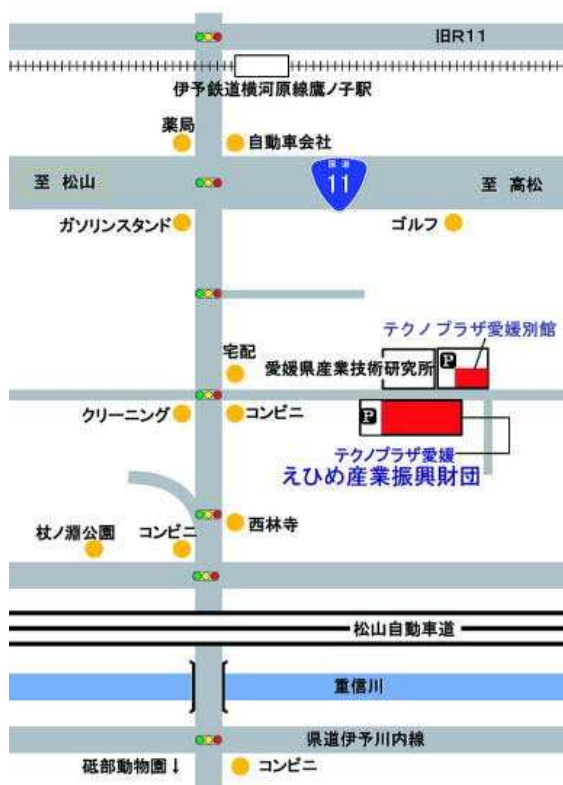 旧R11
伊予鉄道横河原線鷹ノ子駅
薬局
自動車会社
至 松山
国道
11
至 高松
ガソリンスタンド
ゴルフ
テクノプラザ愛媛別館
宅配
愛媛県産業技術研究所
P
クリーニング
コンビニ
P
テクノプラザ愛媛
えひめ産業振興財団
西林寺
杖ノ淵公園
コンビニ
松山自動車道
重信川
県道伊予川内線
砥部動物園↓
コンビニ